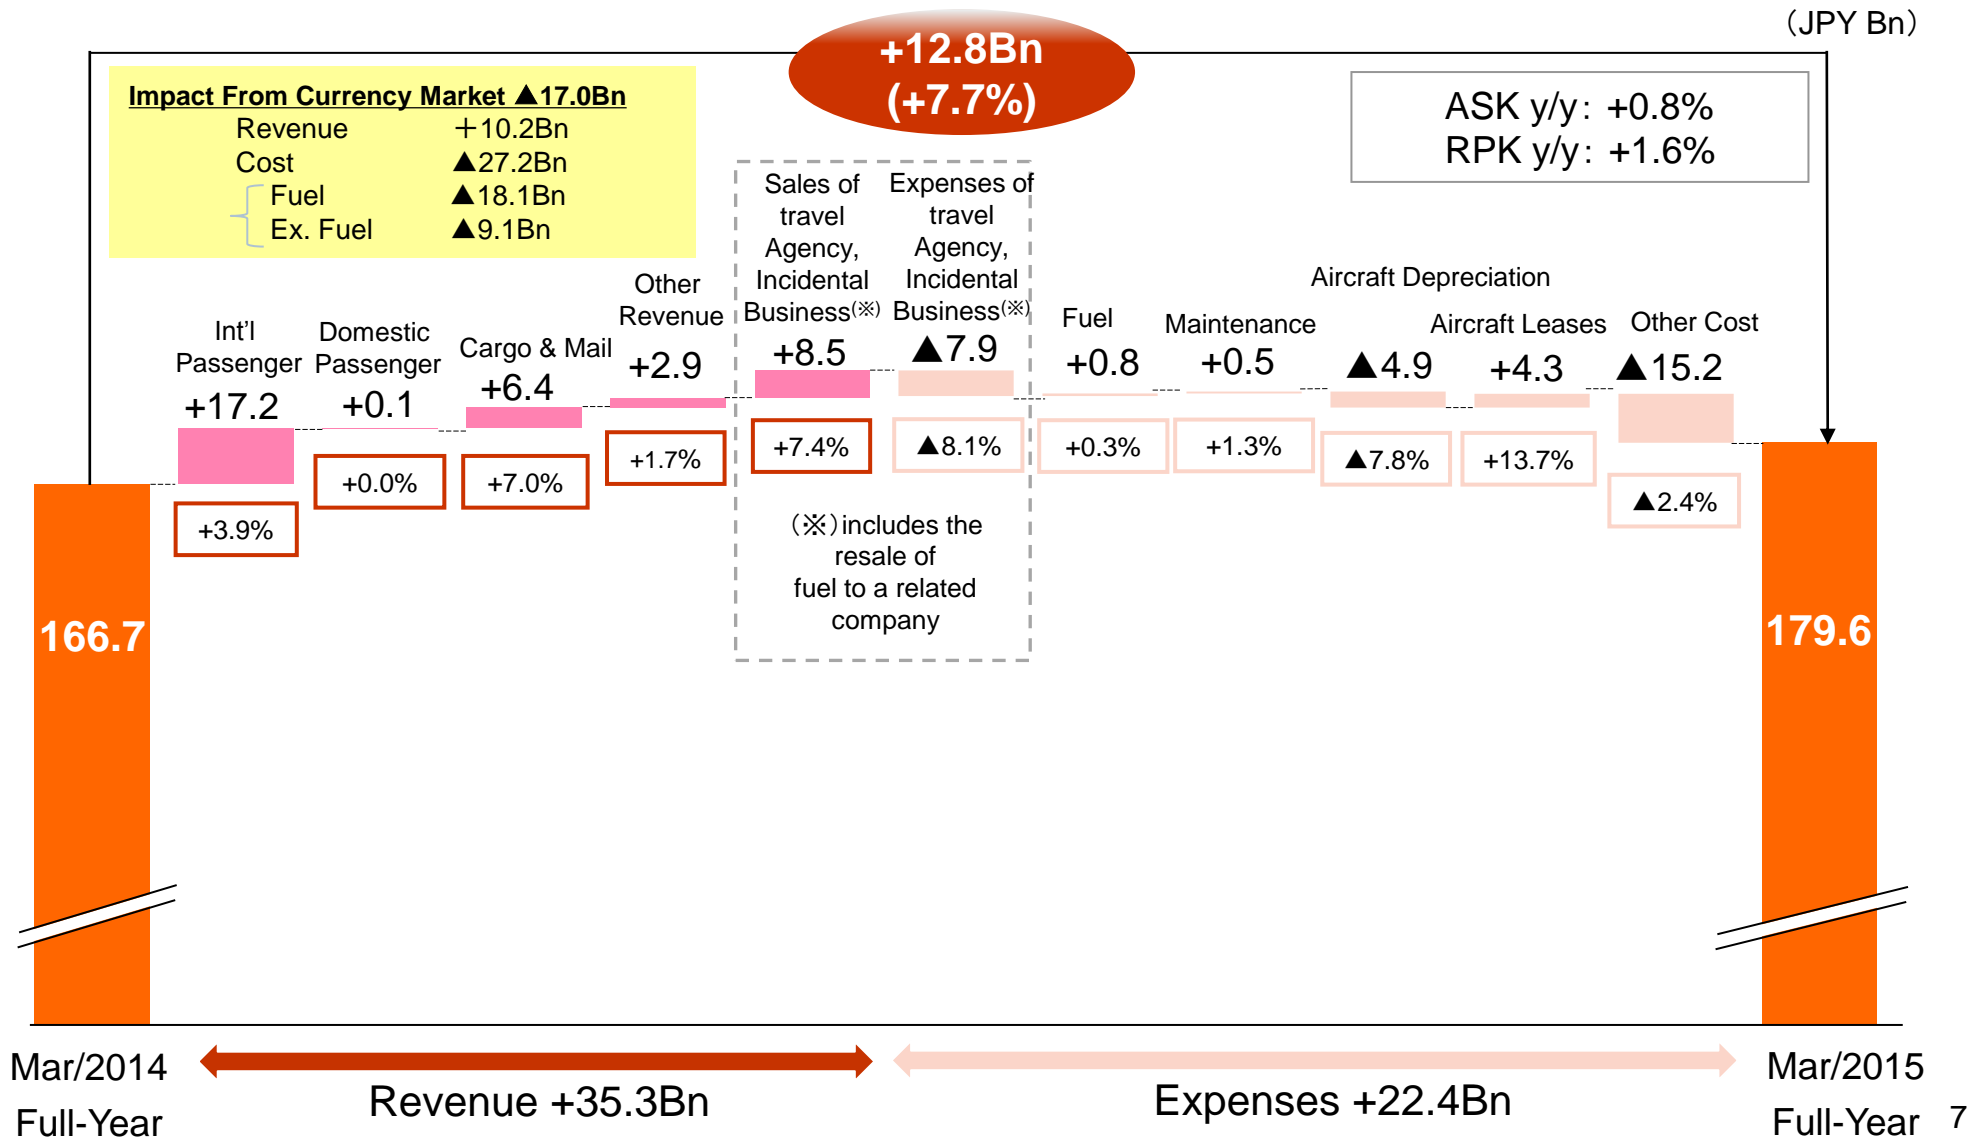 (JPY Bn)
+12.8Bn
(+7.7%)
Impact From Currency Market ▲17.0Bn
Revenue +10.2Bn
Cost ▲27.2Bn
Fuel ▲18.1Bn
Ex. Fuel ▲9.1Bn
ASK y/y: +0.8%
RPK y/y: +1.6%
Int'l
Passenger
+17.2
+3.9%
Domestic
Passenger
+0.1
+0.0%
Cargo & Mail
+6.4
+7.0%
Other
Revenue
+2.9
+1.7%
Sales of
travel
Agency,
Incidental
Business(※)
+8.5
+7.4%
Expenses of
travel
Agency,
Incidental
Business(※)
▲7.9
▲8.1%
(※)includes the
resale of
fuel to a related
company
Fuel
+0.8
+0.3%
Maintenance
+0.5
+1.3%
Aircraft Depreciation
▲4.9
▲7.8%
Aircraft Leases
+4.3
+13.7%
Other Cost
▲15.2
▲2.4%
166.7
179.6
Mar/2014
Full-Year
Revenue +35.3Bn
Expenses +22.4Bn
Mar/2015
Full-Year
7